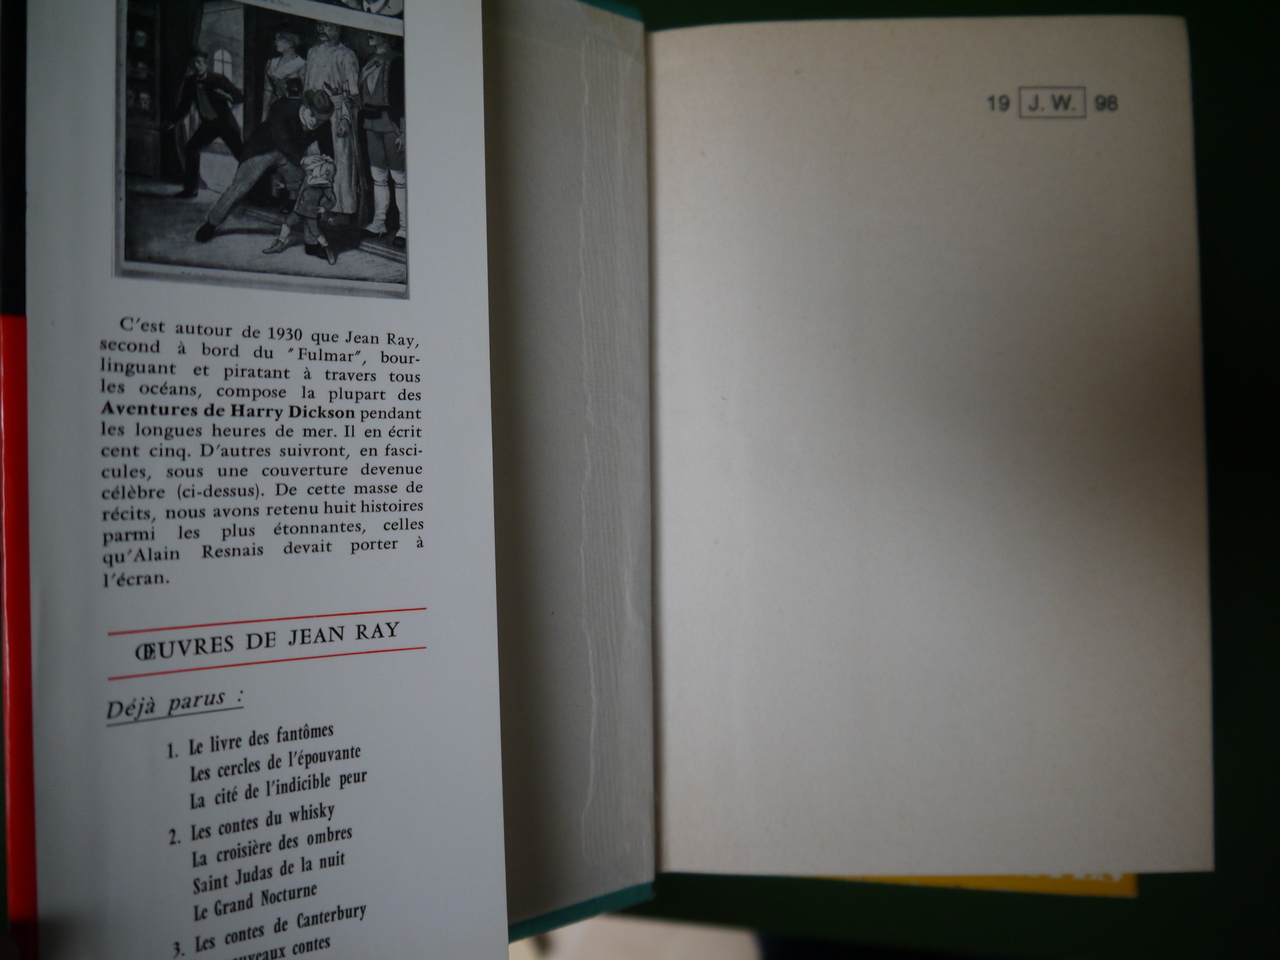 C'est autour de 1930 que Jean Ray,
second à bord du "Fulmar", bour-
linguant et piratant à travers tous
les océans, compose la plupart des
Aventures de Harry Dickson pendant
les longues heures de mer. Il en écrit
cent cinq. D'autres suivront, en fasci-
cules, sous une couverture devenue
célèbre (ci-dessus). De cette masse de
récits, nous avons retenu huit histoires
parmi les plus étonnantes, celles
qu'Alain Resnais devait porter à
l'écran.
ŒUVRES DE JEAN RAY
Déjà parus :
1. Le livre des fantômes
Les cercles de l'épouvante
La cité de l'indicible peur
2. Les contes du whisky
La croisière des ombres
Saint Judas de la nuit
Le Grand Nocturne
3. Les contes de Canterbury
contes
19 J. W. 98